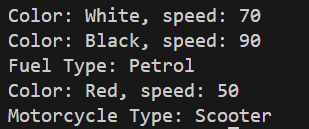 Color: White, speed: 70
Color: Black, speed: 90
Fuel Type: Petrol
Color: Red, speed: 50
Motorcycle Type: Scooter